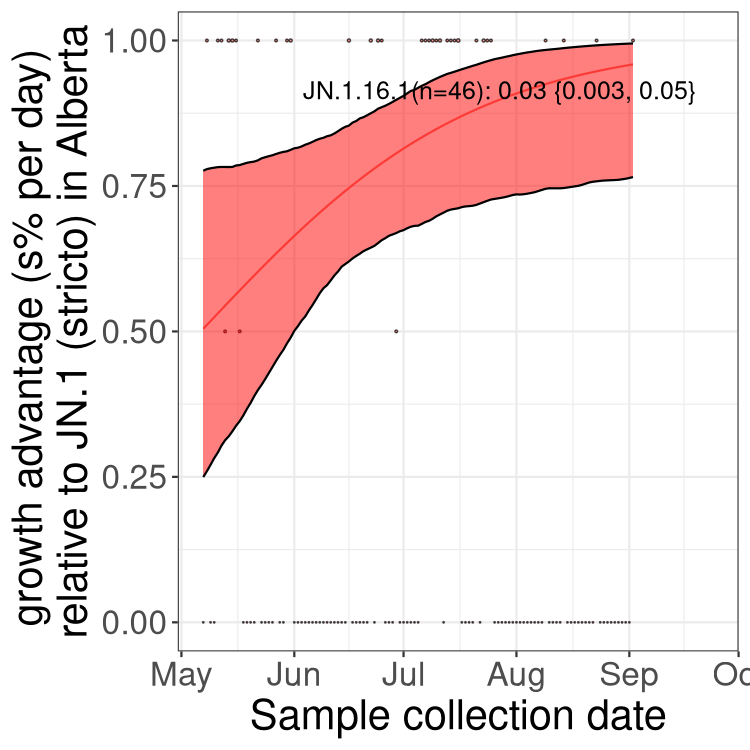 growth advantage (s% per day)
relative to JN.1 (stricto) in Alberta
1.00
0.75
0.50
0.25
0.00
JN.1.16.1(n=46): 0.03 {0.003, 0.05}
May Jun Jul Aug Sep Oc
Sample collection date